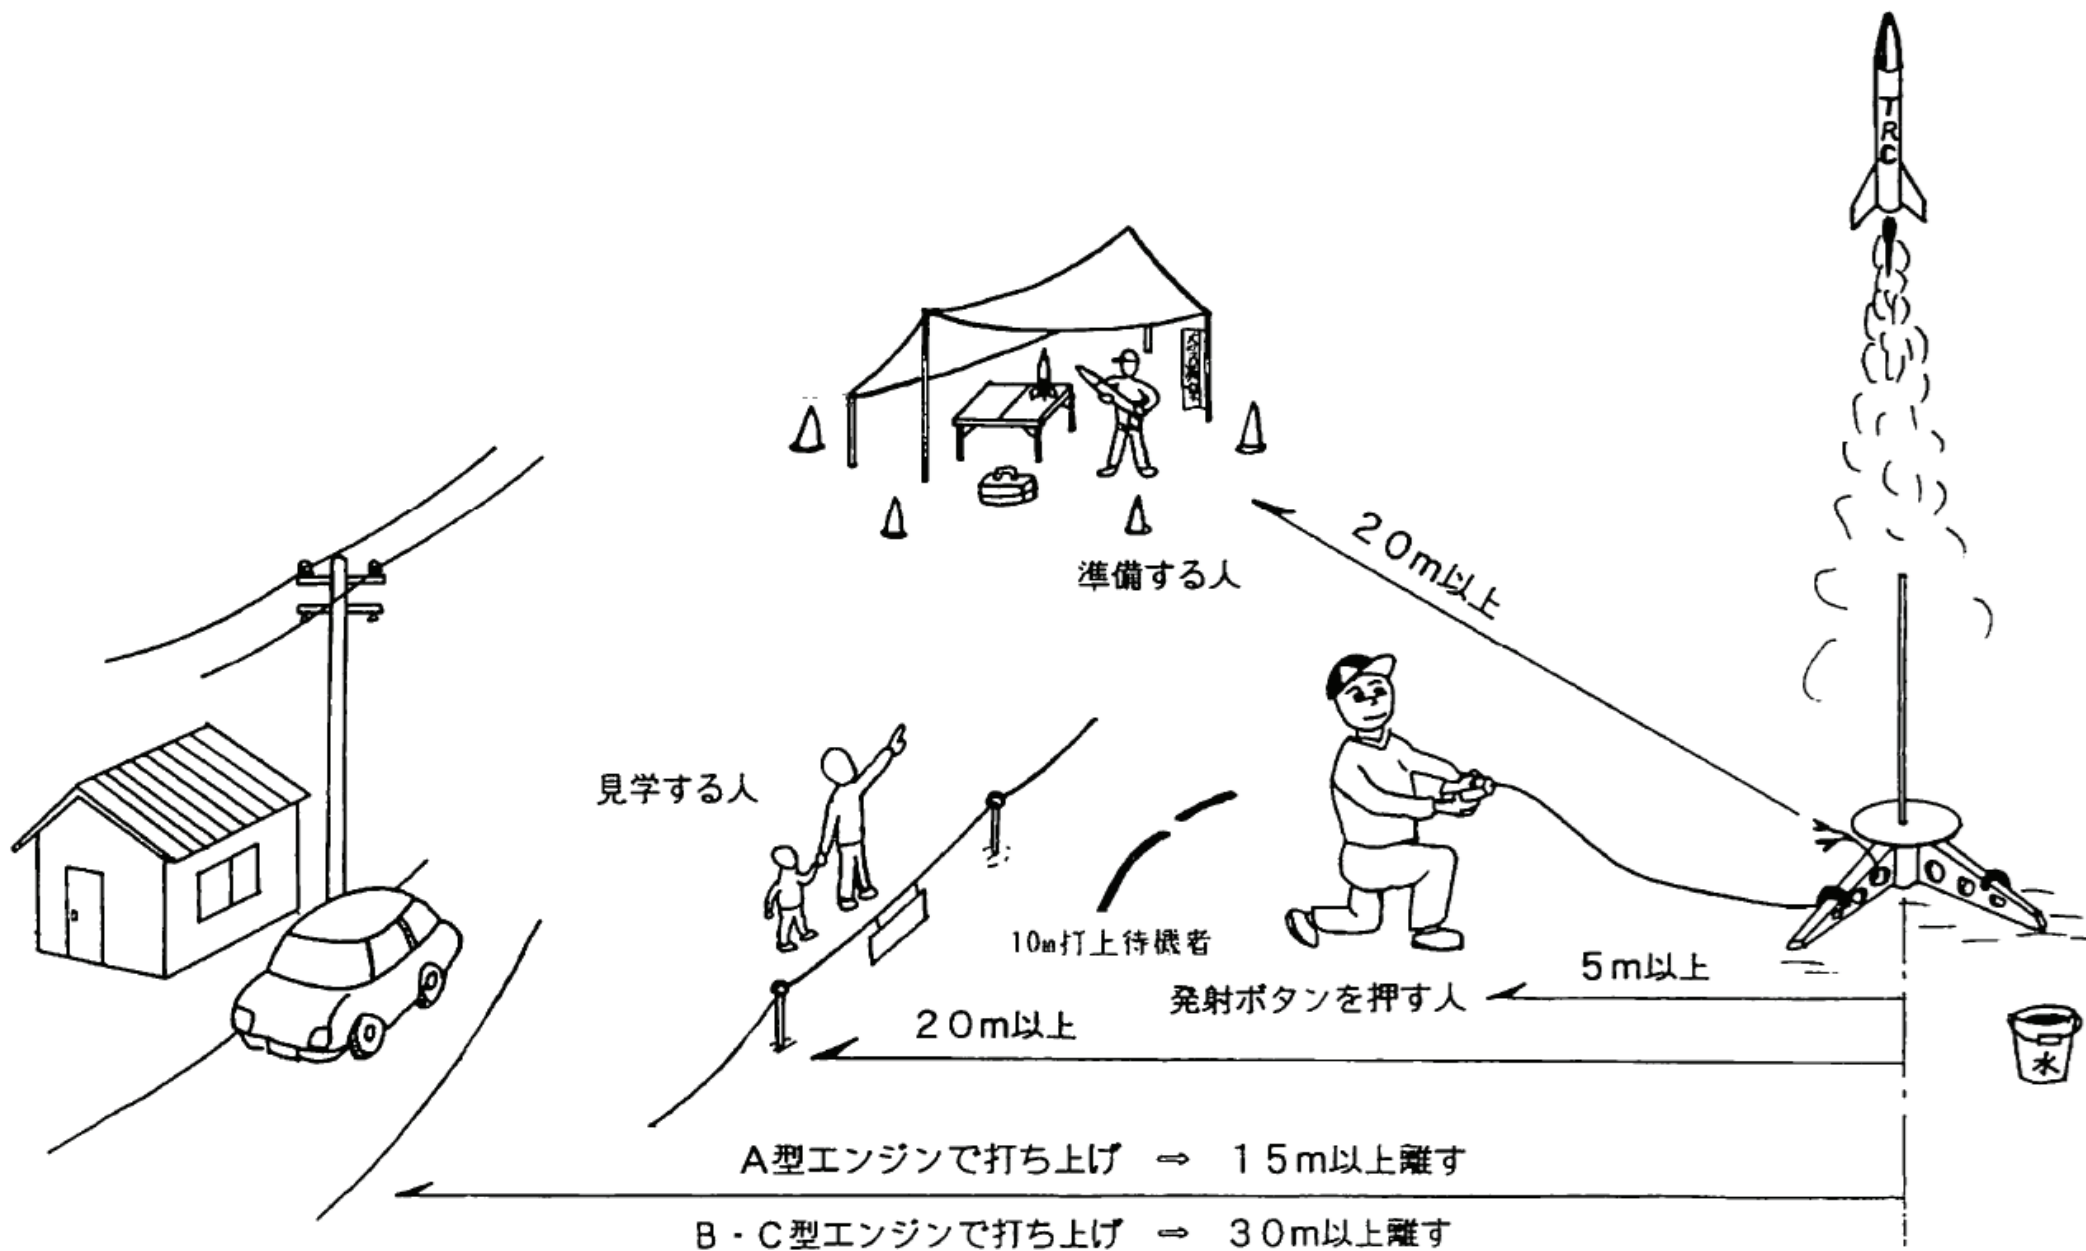 TRC
20m以上
準備する人
見学する人
10m打上待機者
5m以上
発射ボタンを押す人
20m以上
水
A型エンジンで打ち上げ ⇒ 15m以上離す
B・C型エンジンで打ち上げ ⇒ 30m以上離す